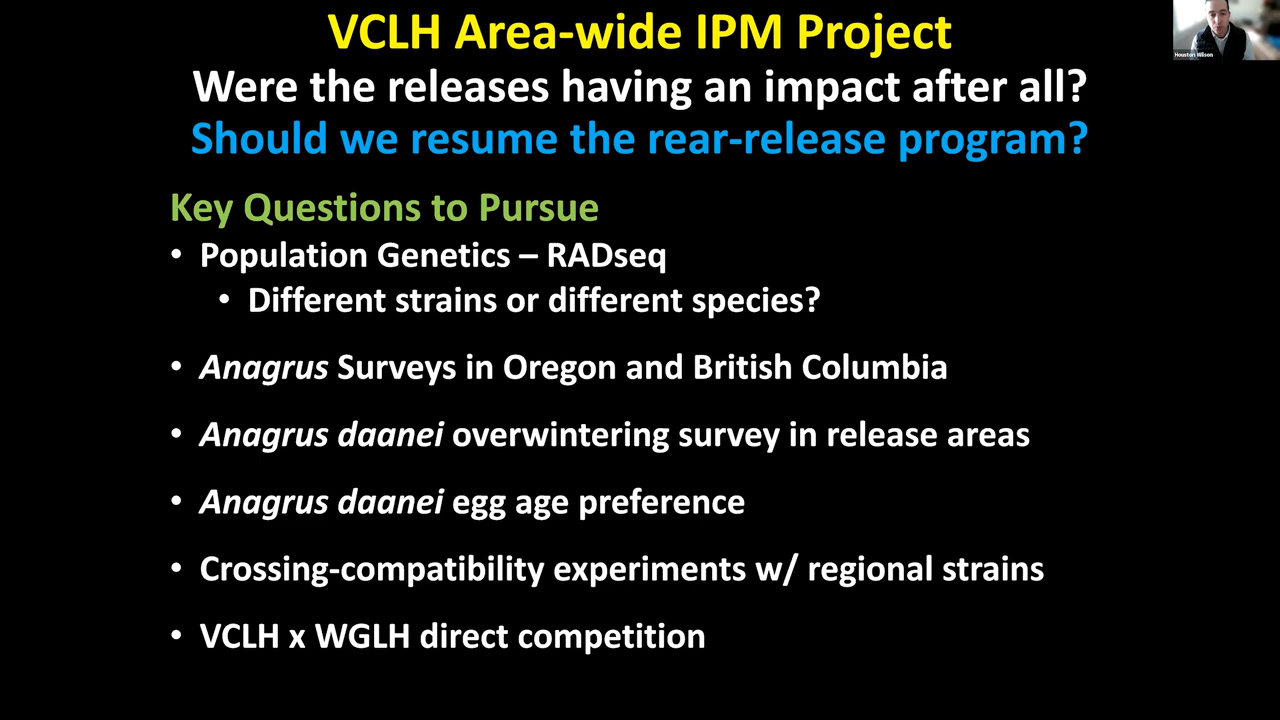 VCLH Area-wide IPM Project
Were the releases having an impact after all?
Should we resume the rear-release program?
Houston Wilson
Key Questions to Pursue
• Population Genetics – RADseq
• Different strains or different species?
• Anagrus Surveys in Oregon and British Columbia
• Anagrus daanei overwintering survey in release areas
• Anagrus daanei egg age preference
• Crossing-compatibility experiments w/ regional strains
• VCLH x WGLH direct competition